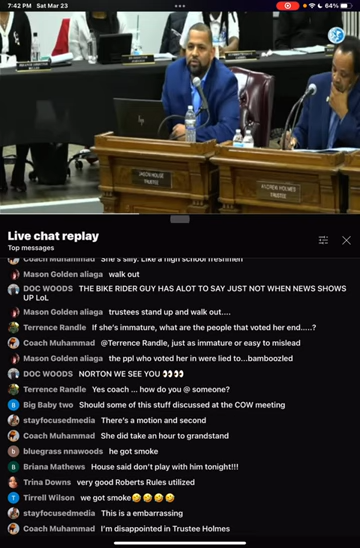 7:42 PM Sat Mar 23
64%
JASON HOUSE
TRUSTEE
ANDREW HOLMES
TRUSTEE
Live chat replay
Top messages
Coach Muhammad She's silly. Like a high school freshmen
Mason Golden aliaga walk out
DOC WOODS THE BIKE RIDER GUY HAS ALOT TO SAY JUST NOT WHEN NEWS SHOWS
UP LoL
Mason Golden aliaga trustees stand up and walk out....
Terrence Randle If she's immature, what are the people that voted her end.....?
Coach Muhammad @Terrence Randle, just as immature or easy to mislead
Mason Golden aliaga the ppl who voted her in were lied to...bamboozled
DOC WOODS NORTON WE SEE YOU 👀👀
Terrence Randle Yes coach ... how do you @ someone?
B Big Baby two Should some of this stuff discussed at the COW meeting
stayfocusedmedia There's a motion and second
Coach Muhammad She did take an hour to grandstand
bluegrass nnawoods he got smoke
B Briana Mathews House said don't play with him tonight!!!
Trina Downs very good Roberts Rules utilized
T Tirrell Wilson we got smoke🤣🤣🤣🤣
stayfocusedmedia This is a embarrassing
Coach Muhammad I'm disappointed in Trustee Holmes